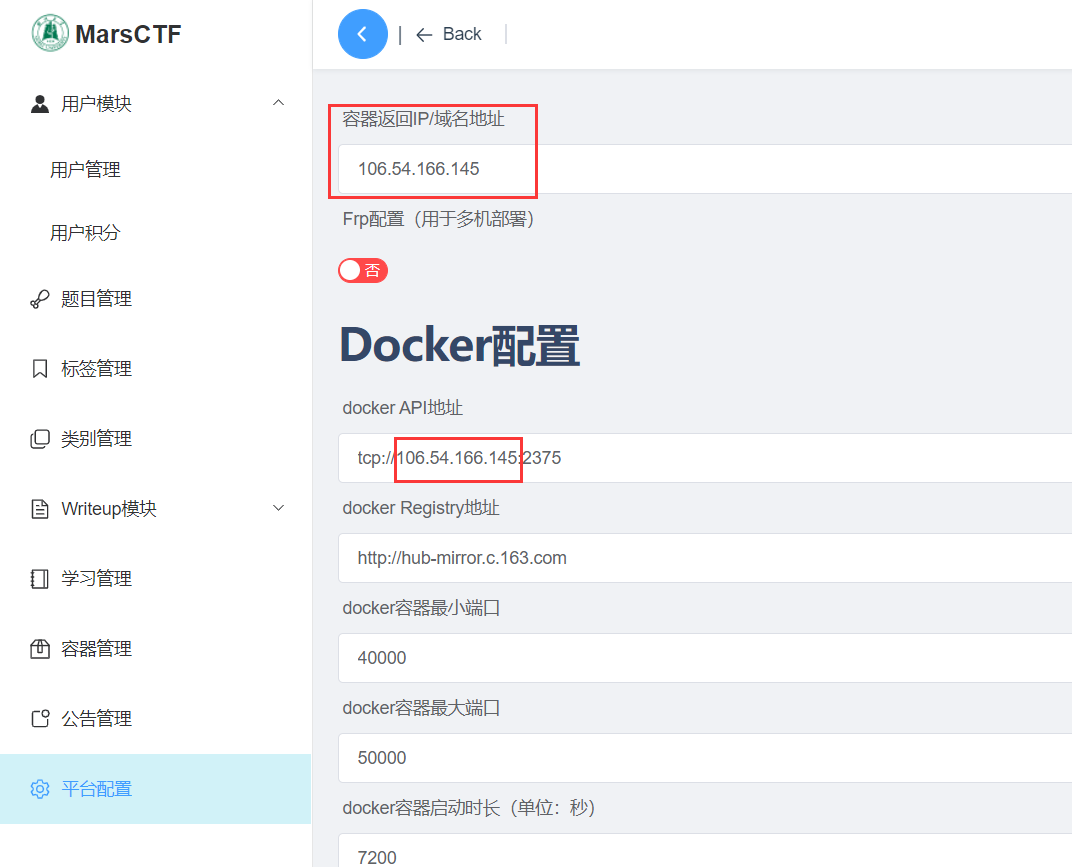 MarsCTF
用户模块
用户管理
用户积分
题目管理
标签管理
类别管理
Writeup模块
学习管理
容器管理
公告管理
平台配置
| ← Back |
容器返回IP/域名地址
106.54.166.145
Frp配置（用于多机部署）
否
Docker配置
docker API地址
tcp://106.54.166.145:2375
docker Registry地址
http://hub-mirror.c.163.com
docker容器最小端口
40000
docker容器最大端口
50000
docker容器启动时长（单位：秒）
7200